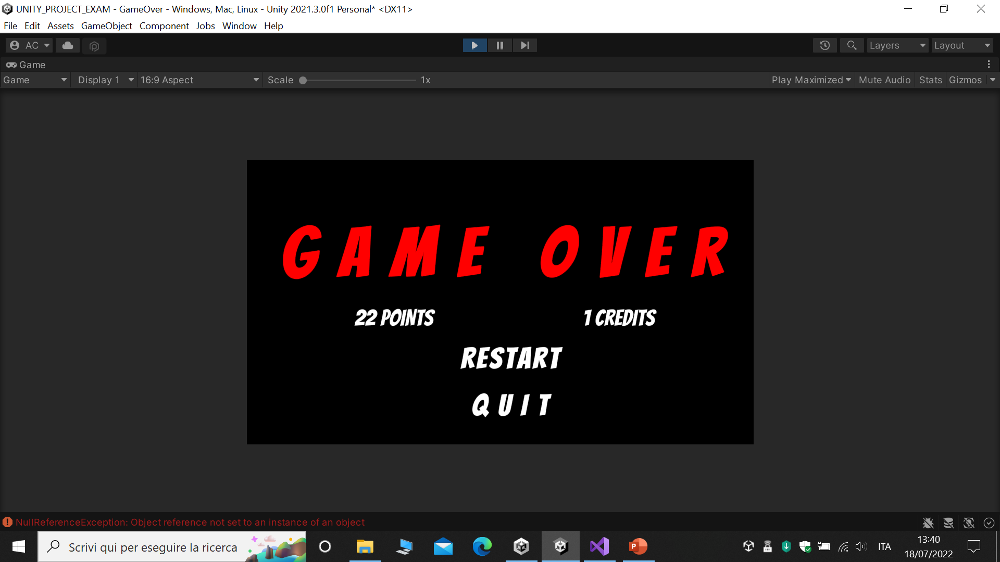 UNITY_PROJECT_EXAM - GameOver - Windows, Mac, Linux - Unity 2021.3.0f1 Personal* <DX11>
File Edit Assets GameObject Component Jobs Window Help
AC Layers Layout
Game
Game Display 1 16:9 Aspect Scale 1x Play Maximized Mute Audio Stats Gizmos
GAME OVER
22 POINTS 1 CREDITS
RESTART
QUIT
NullReferenceException: Object reference not set to an instance of an object
Scrivi qui per eseguire la ricerca
P
ITA
13:40
18/07/2022